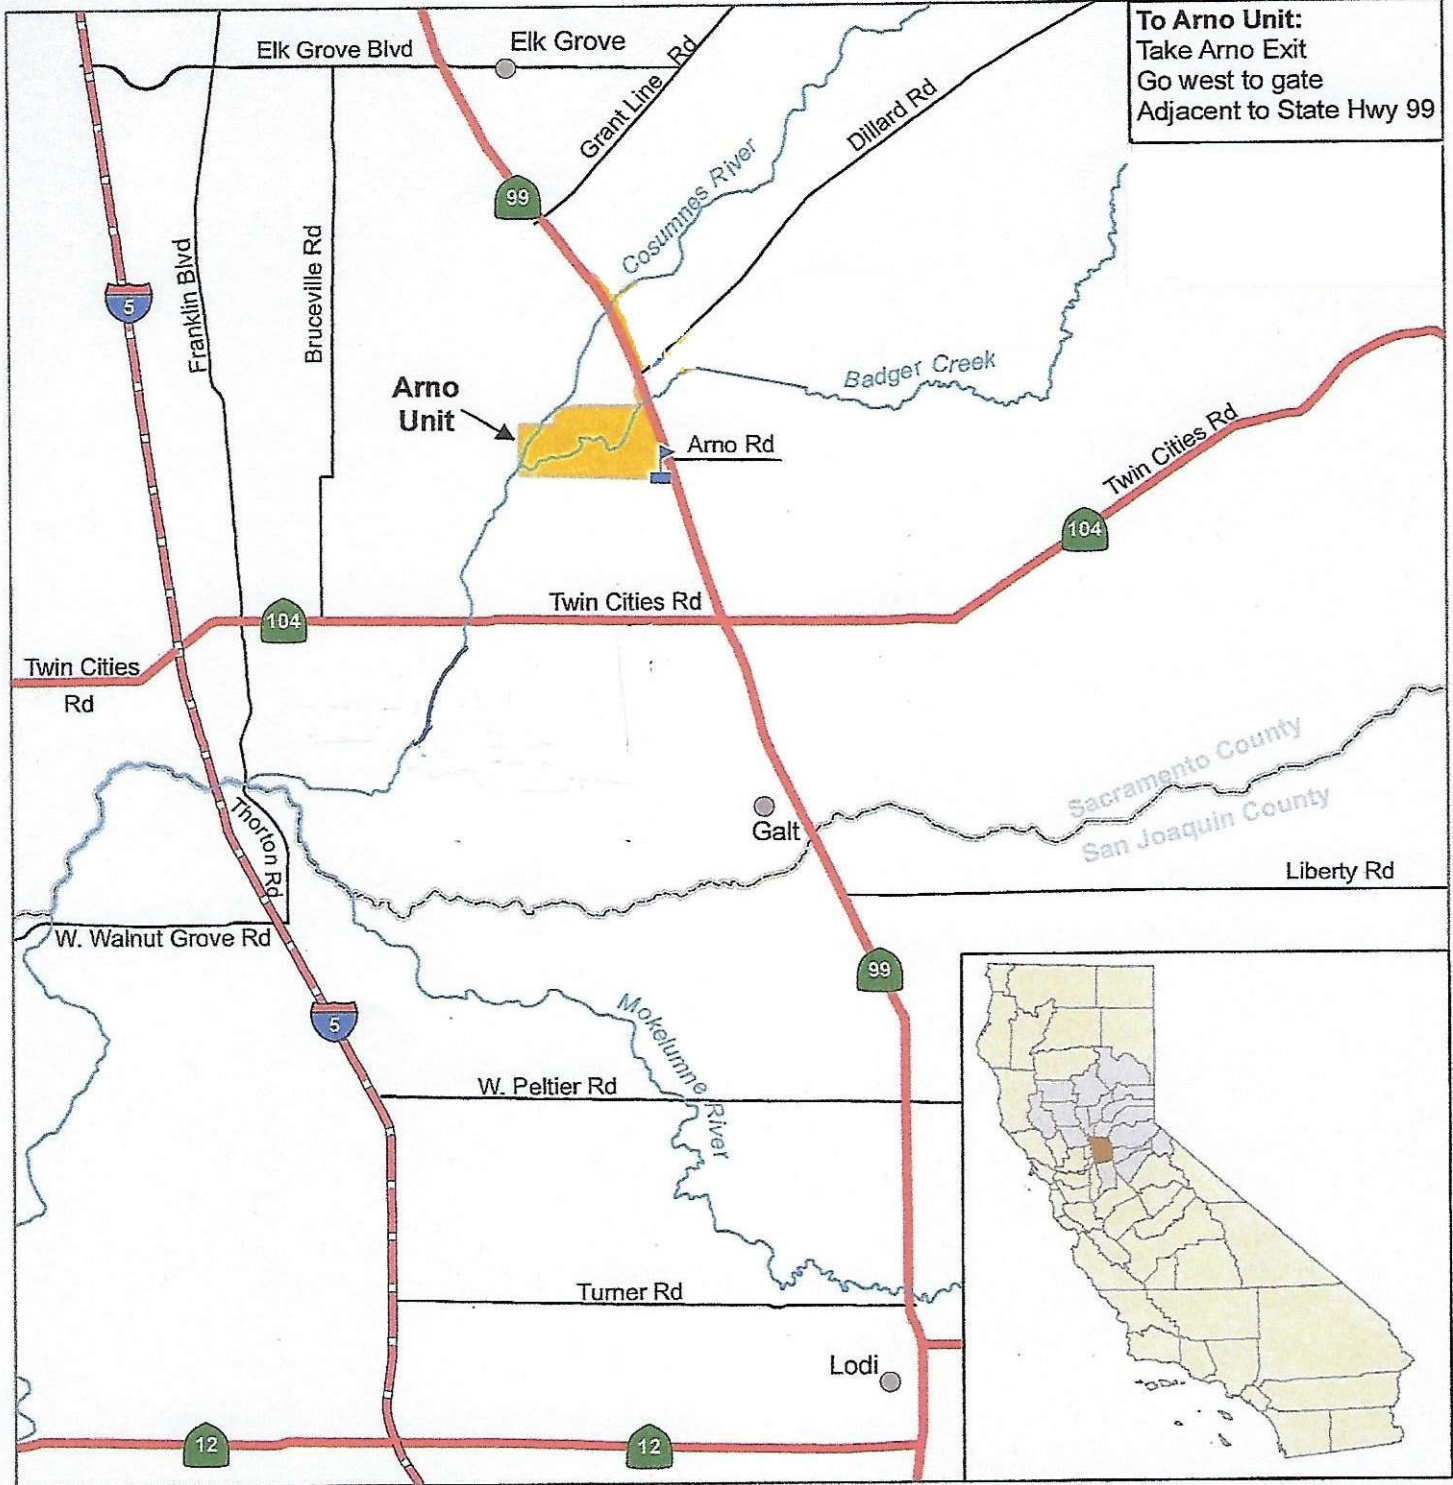 To Arno Unit:
Take Arno Exit
Go west to gate
Adjacent to State Hwy 99
Elk Grove Blvd
Elk Grove
Grant Line Rd
Dillard Rd
99
Cosumnes River
Franklin Blvd
Bruceville Rd
5
Badger Creek
Arno
Unit
Arno Rd
Twin Cities Rd
104
Twin Cities Rd
104
Twin Cities
Rd
Sacramento County
San Joaquin County
Thorton Rd
Galt
Liberty Rd
W. Walnut Grove Rd
99
5
Mokelumne River
W. Peltier Rd
Turner Rd
Lodi
12
12